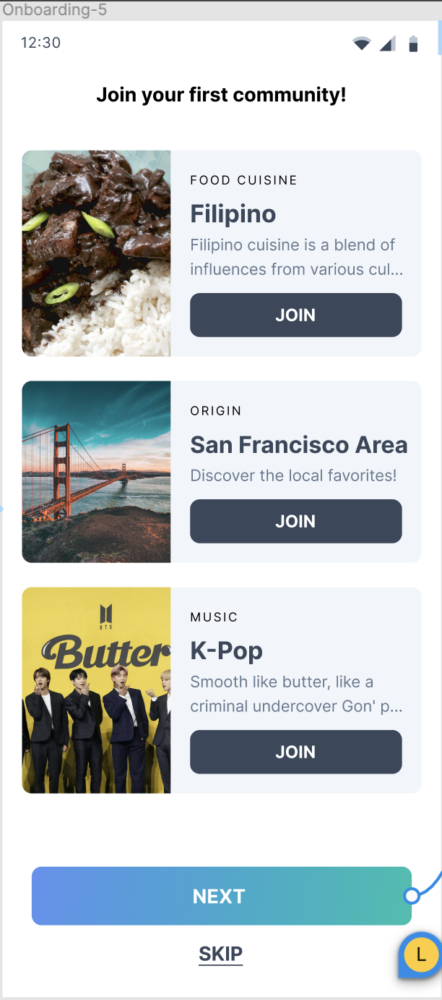 Onboarding-5
12:30
Join your first community!
FOOD CUISINE
Filipino
Filipino cuisine is a blend of
influences from various cul...
JOIN
ORIGIN
San Francisco Area
Discover the local favorites!
JOIN
BTS
Butter
MUSIC
K-Pop
Smooth like butter, like a
criminal undercover Gon' p...
JOIN
NEXT
SKIP
L